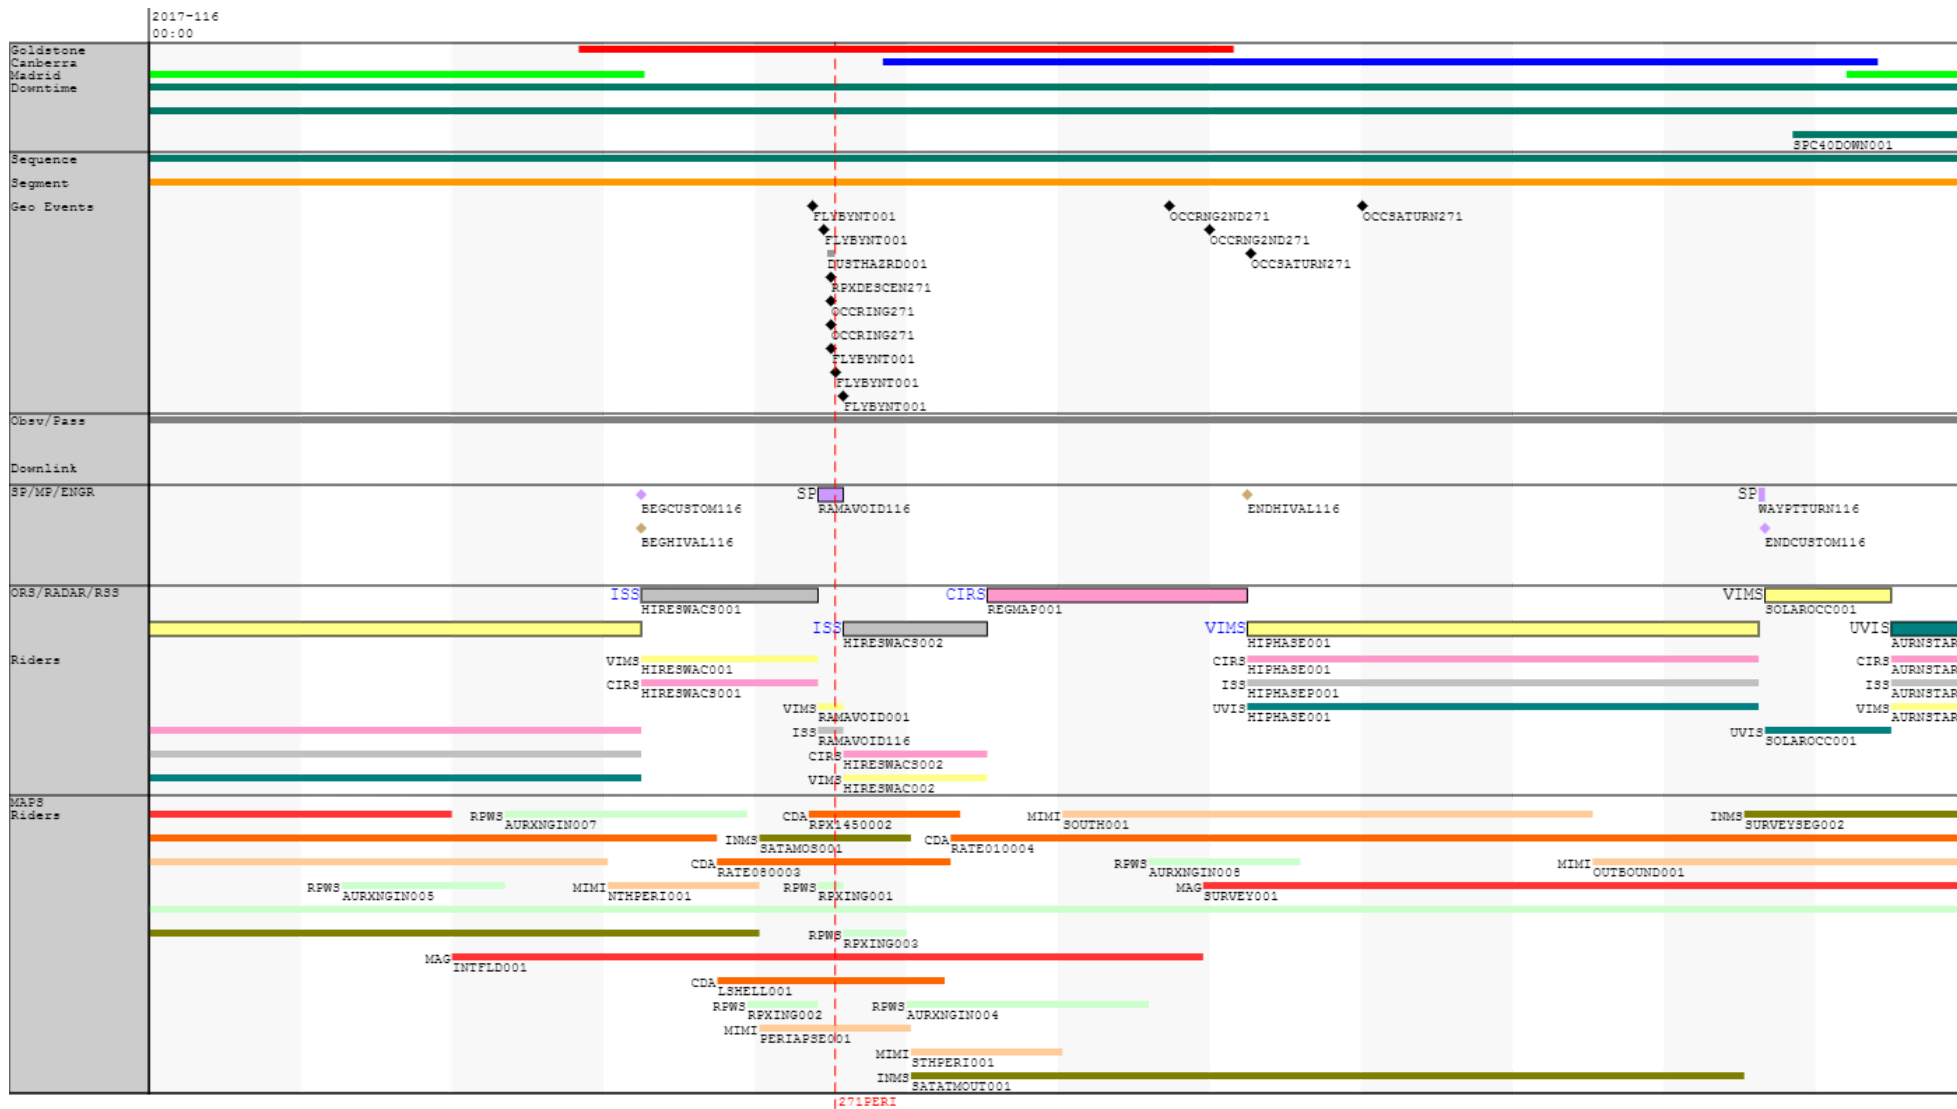 2017-116
00:00
Goldstone
Canberra
Madrid
Downtime
SPC40DOWN001
Sequence
Segment
Geo Events
FLYBYNT001
OCCRNG2ND271
OCCSATURN271
FLYBYNT001
OCCRNG2ND271
DUSTHAZRD001
OCCSATURN271
RPXDESCEN271
OCCRING271
OCCRING271
FLYBYNT001
FLYBYNT001
FLYBYNT001
Obsv/Pass
Downlink
SP/MP/ENGR
SP
SP
BEGCUSTOM116
RAMAVOID116
ENDHIVAL116
WAYPTTURN116
BEGHIVAL116
ENDCUSTOM116
ORS/RADAR/RSS
ISS
CIRS
VIMS
HIRESWACS001
REGMAP001
SOLAROCC001
ISS
VIMS
UVIS
HIRESWACS002
HIPHASE001
AURNSTAR
Riders
VIMS
HIRESWAC001
CIRS
HIPHASE001
CIRS
AURNSTAR
CIRS
HIRESWACS001
ISS
HIPHASEP001
ISS
AURNSTAR
VIMS
RAMAVOID001
UVIS
HIPHASE001
VIMS
AURNSTAR
ISS
RAMAVOID116
UVIS
SOLAROCC001
CIRS
HIRESWACS002
VIMS
HIRESWAC002
MAPS
Riders
RPWS
AURXNGIN007
CDA
RPX1450002
MIMI
SOUTH001
INMS
SURVEYSEG002
INMS
SATAMOS001
CDA
RATE010004
CDA
RATE080003
RPWS
AURXNGIN008
MIMI
OUTBOUND001
RPWS
AURXNGIN005
MIMI
NTHPERI001
RPWS
RPXING001
MAG
SURVEY001
RPWS
RPXING003
MAG
INTFLD001
CDA
LSHELL001
RPWS
RPXING002
RPWS
AURXNGIN004
MIMI
PERIAPSE001
MIMI
STHPERI001
INMS
SATATMOUT001
271PERI